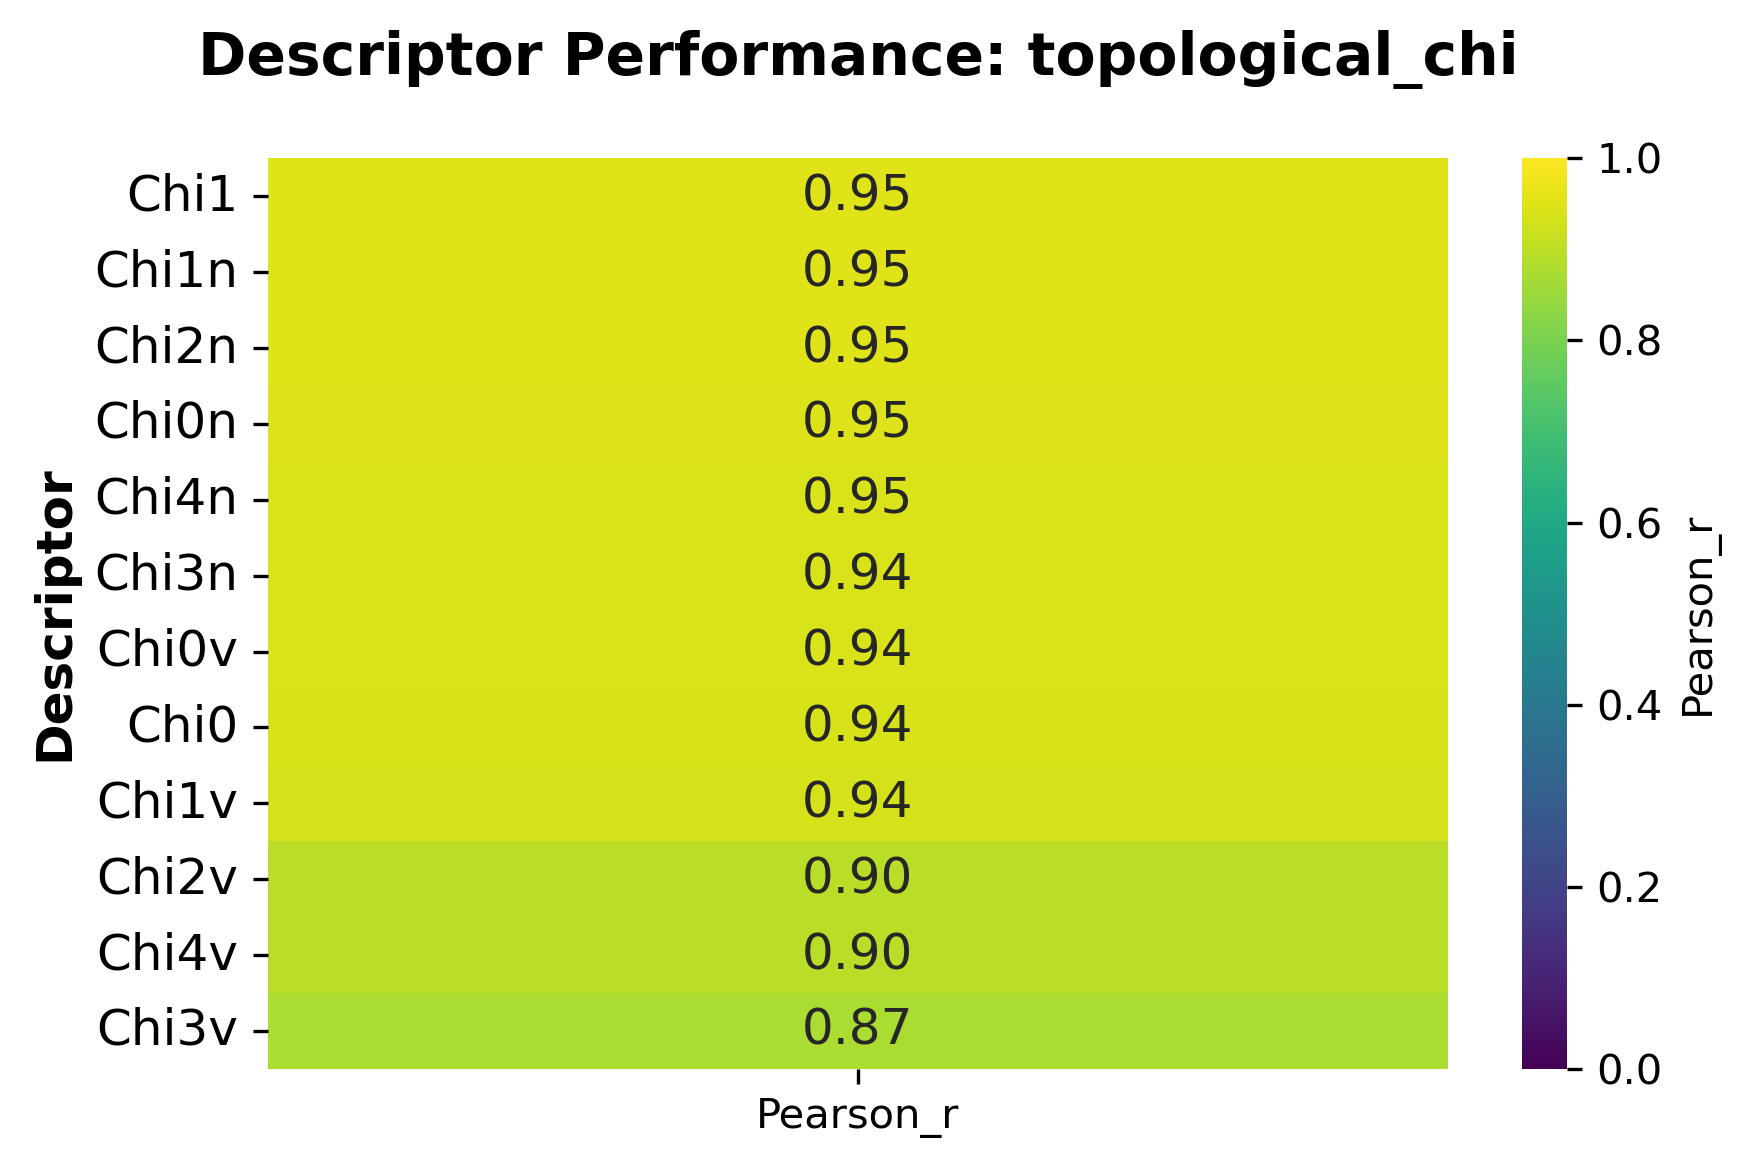 Descriptor Performance: topological_chi
Descriptor
Chi1 0.95
Chi1n 0.95
Chi2n 0.95
Chi0n 0.95
Chi4n 0.95
Chi3n 0.94
Chi0v 0.94
Chi0 0.94
Chi1v 0.94
Chi2v 0.90
Chi4v 0.90
Chi3v 0.87
Pearson_r
1.0
0.8
0.6
0.4
0.2
0.0
Pearson_r